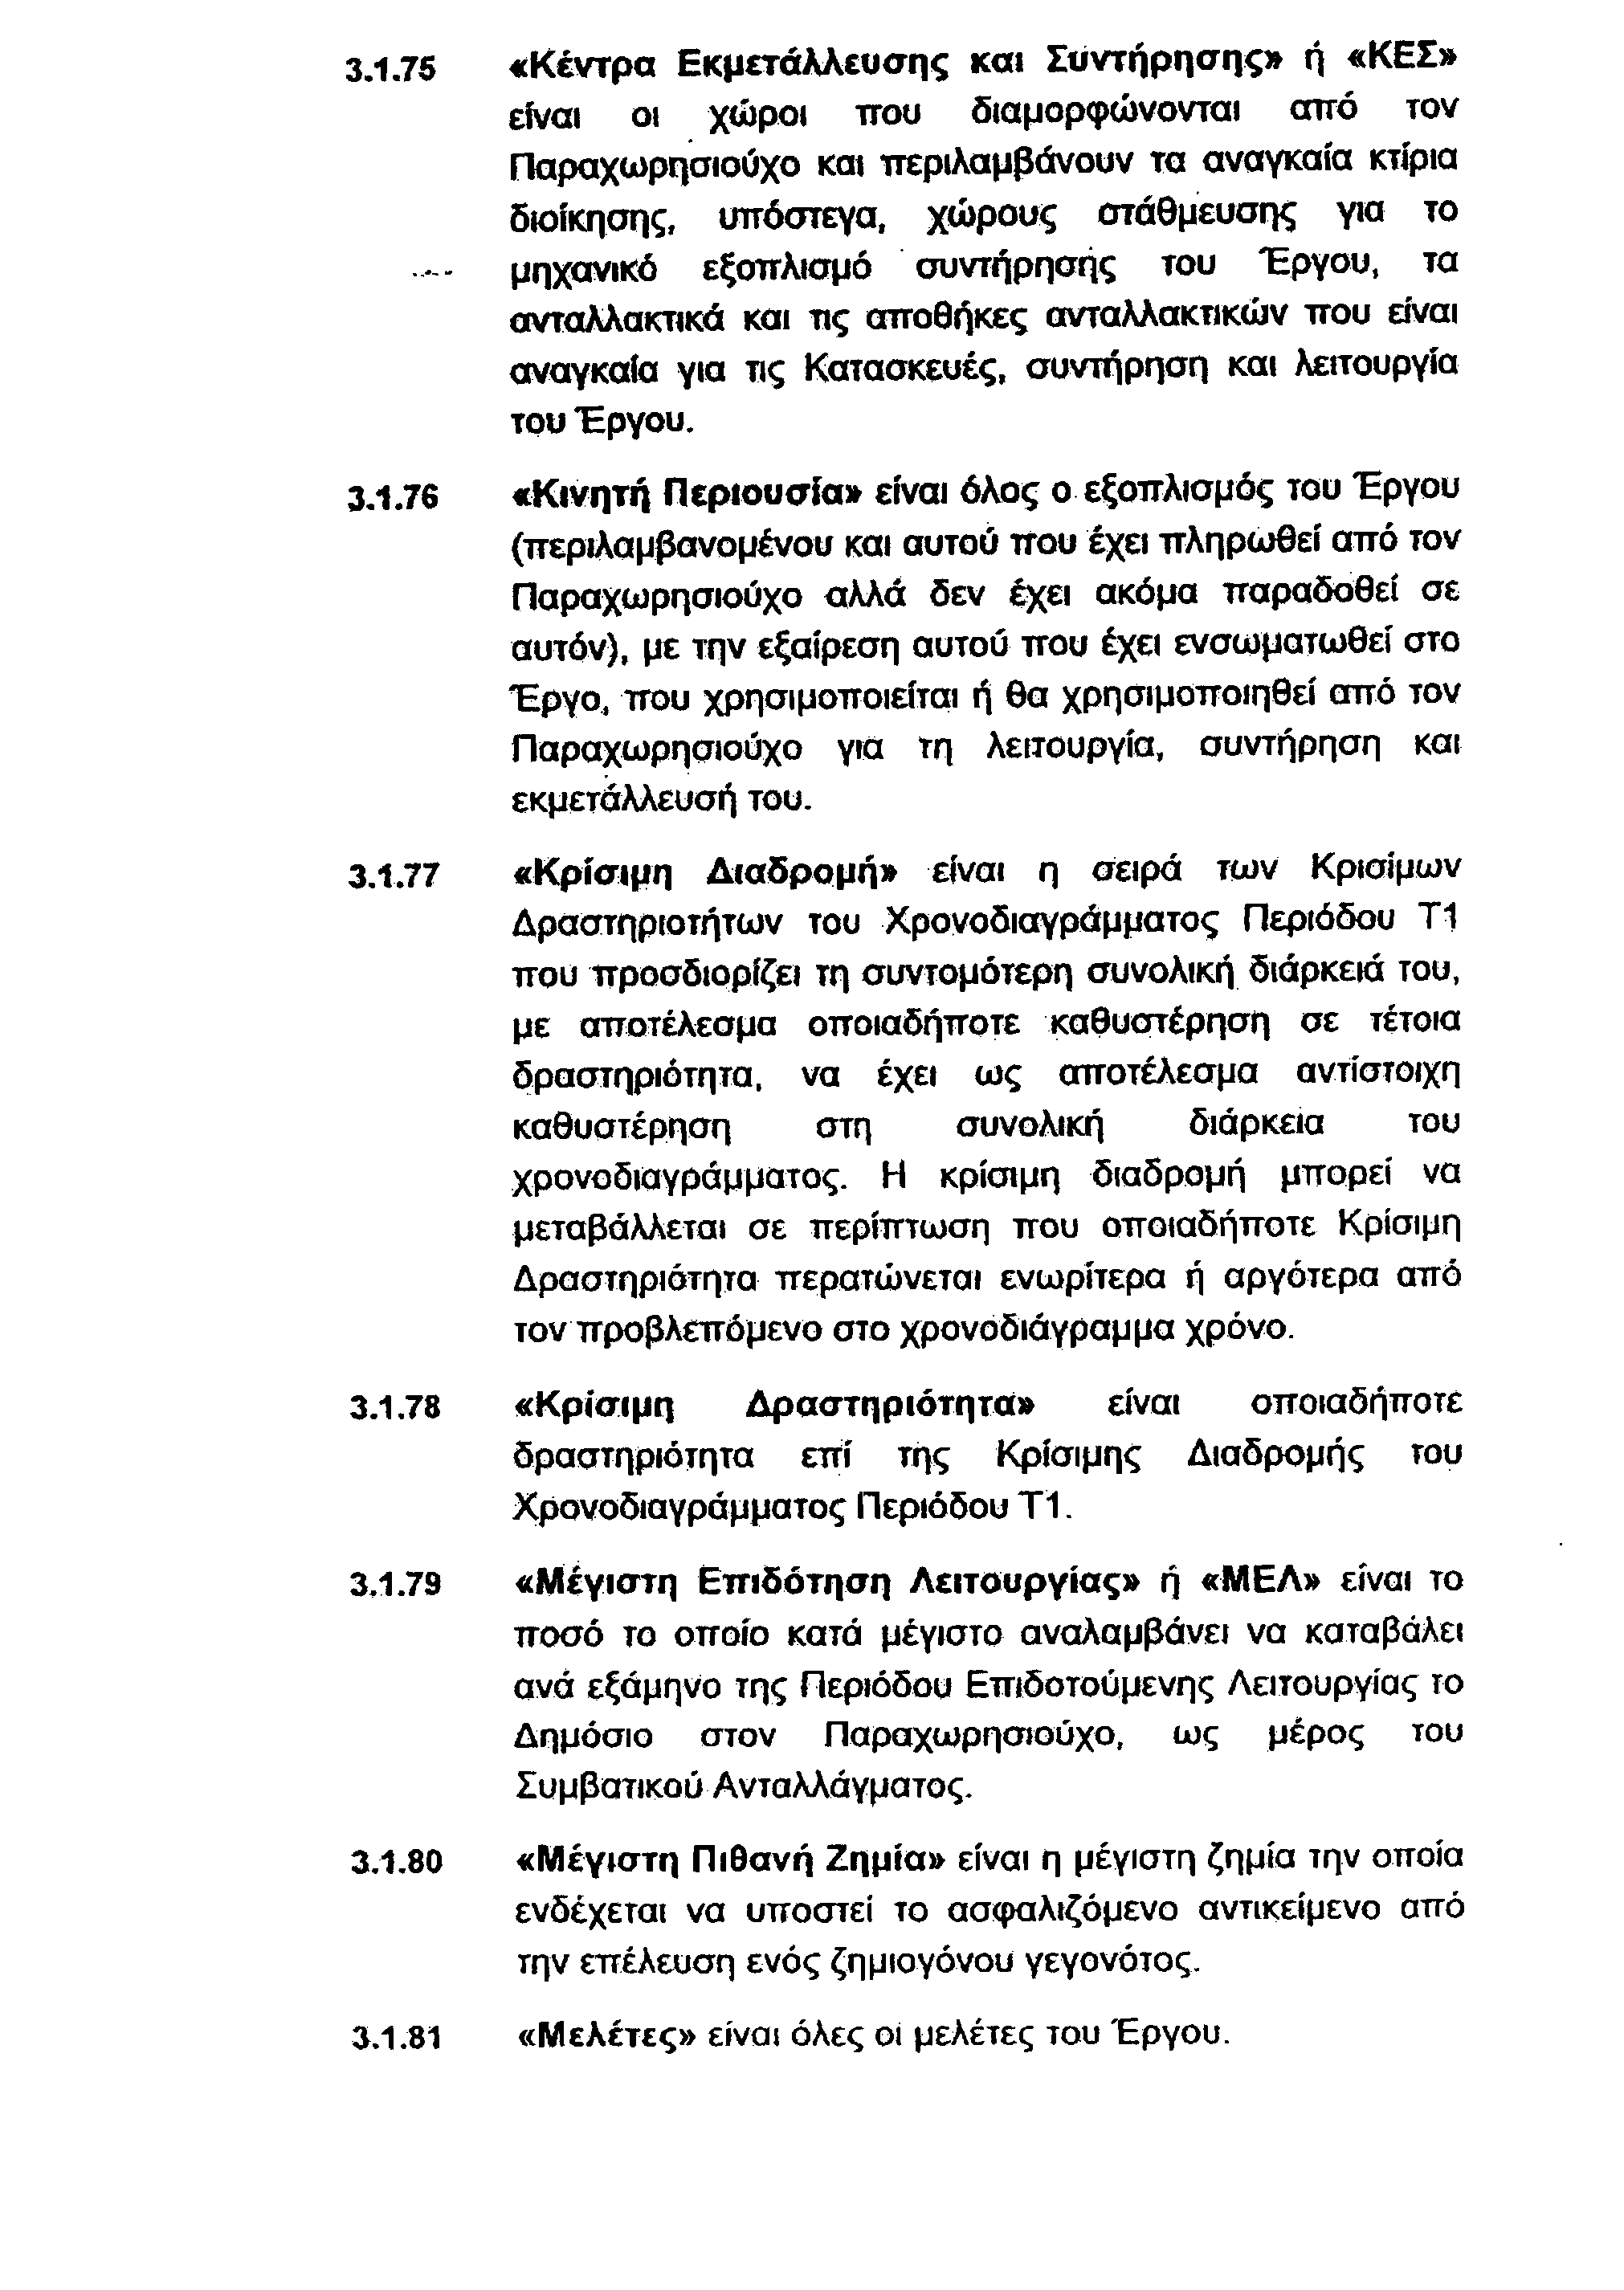 3.1.75 «Κέντρα Εκμετάλλευσης και Συντήρησης» ή «ΚΕΣ»
είναι οι χώροι που διαμορφώνονται από τον
Παραχωρησιούχο και περιλαμβάνουν τα αναγκαία κτίρια
διοίκησης, υπόστεγα, χώρους στάθμευσης για το
μηχανικό εξοπλισμό συντήρησής του Έργου, τα
ανταλλακτικά και τις αποθήκες ανταλλακτικών που είναι
αναγκαία για τις Κατασκευές, συντήρηση και λειτουργία
του Έργου.
3.1.76 «Κινητή Περιουσία» είναι όλος ο εξοπλισμός του Έργου
(περιλαμβανομένου και αυτού που έχει πληρωθεί από τον
Παραχωρησιούχο αλλά δεν έχει ακόμα παραδοθεί σε
αυτόν), με την εξαίρεση αυτού που έχει ενσωματωθεί στο
Έργο, που χρησιμοποιείται ή θα χρησιμοποιηθεί από τον
Παραχωρησιούχο για τη λειτουργία, συντήρηση και
εκμετάλλευσή του.
3.1.77 «Κρίσιμη Διαδρομή» είναι η σειρά των Κρισίμων
Δραστηριοτήτων του Χρονοδιαγράμματος Περιόδου Τ1
που προσδιορίζει τη συντομότερη συνολική διάρκειά του,
με αποτέλεσμα οποιαδήποτε καθυστέρηση σε τέτοια
δραστηριότητα, να έχει ως αποτέλεσμα αντίστοιχη
καθυστέρηση στη συνολική διάρκεια του
χρονοδιαγράμματος. Η κρίσιμη διαδρομή μπορεί να
μεταβάλλεται σε περίπτωση που οποιαδήποτε Κρίσιμη
Δραστηριότητα περατώνεται ενωρίτερα ή αργότερα από
τον προβλεπόμενο στο χρονοδιάγραμμα χρόνο.
3.1.78 «Κρίσιμη Δραστηριότητα» είναι οποιαδήποτε
δραστηριότητα επί της Κρίσιμης Διαδρομής του
Χρονοδιαγράμματος Περιόδου Τ1.
3.1.79 «Μέγιστη Επιδότηση Λειτουργίας» ή «ΜΕΛ» είναι το
ποσό το οποίο κατά μέγιστο αναλαμβάνει να καταβάλει
ανά εξάμηνο της Περιόδου Επιδοτούμενης Λειτουργίας το
Δημόσιο στον Παραχωρησιούχο, ως μέρος του
Συμβατικού Ανταλλάγματος.
3.1.80 «Μέγιστη Πιθανή Ζημία» είναι η μέγιστη ζημία την οποία
ενδέχεται να υποστεί το ασφαλιζόμενο αντικείμενο από
την επέλευση ενός ζημιογόνου γεγονότος.
3.1.81 «Μελέτες» είναι όλες οι μελέτες του Έργου.